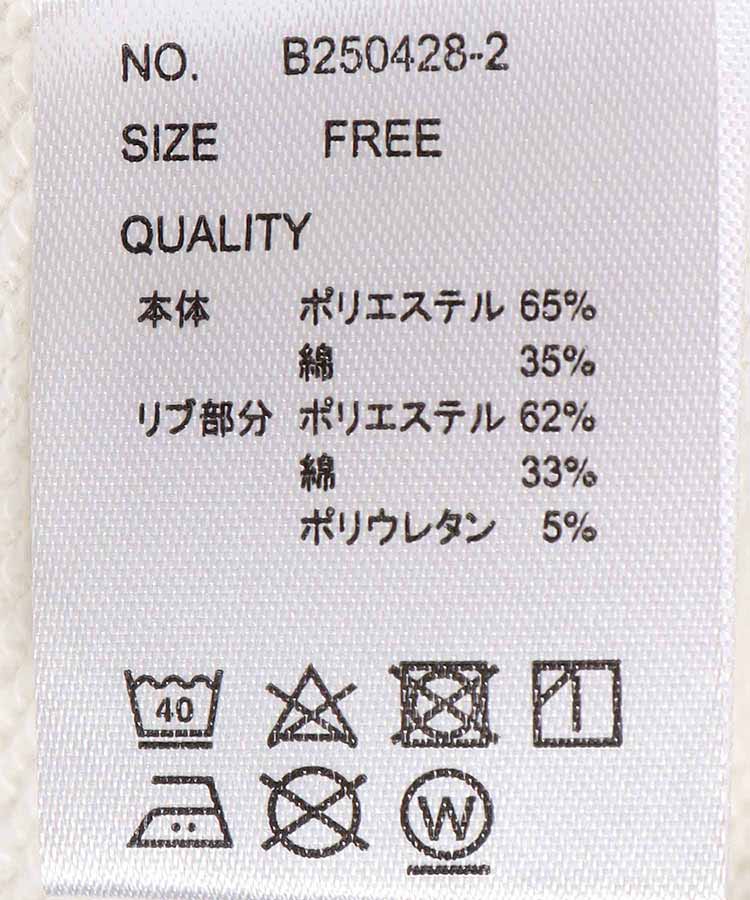 NO. B250428-2
SIZE FREE
QUALITY
本体 ポリエステル 65%
綿 35%
リブ部分 ポリエステル 62%
綿 33%
ポリウレタン 5%
40
W